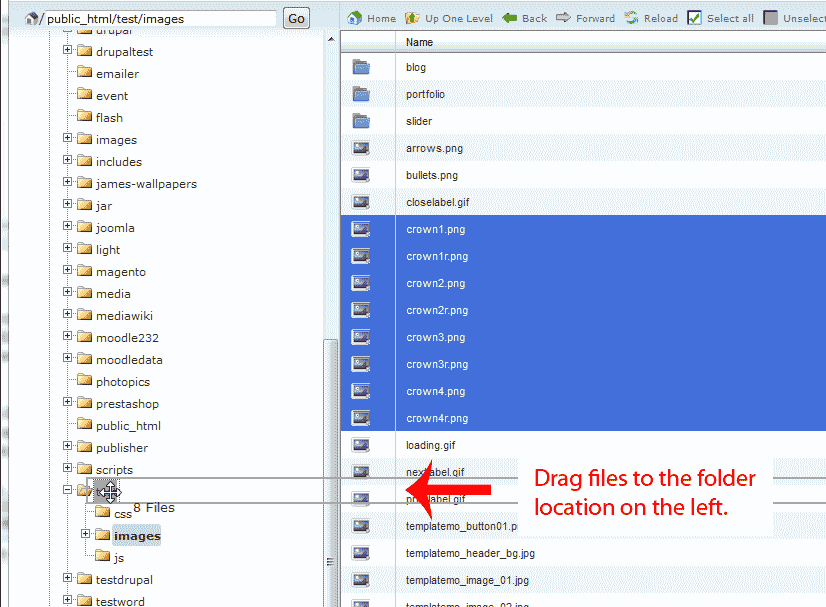 /public_html/test/images Go
Home Up One Level Back Forward Reload Select all Unselect
drupal
drupaltest
emailer
event
flash
images
includes
james-wallpapers
jar
joomla
light
magento
media
mediawiki
moodle232
moodledata
photopics
prestashop
public_html
publisher
scripts
css
8 Files
images
js
testdrupal
testword
Name
blog
portfolio
slider
arrows.png
bullets.png
closelabel.gif
crown1.png
crown1r.png
crown2.png
crown2r.png
crown3.png
crown3r.png
crown4.png
crown4r.png
loading.gif
nextlabel.gif
prevlabel.gif
templatemo_button01.p
templatemo_header_bg.jpg
templatemo_image_01.jpg
templatemo_image_02.jpg
Drag files to the folder
location on the left.